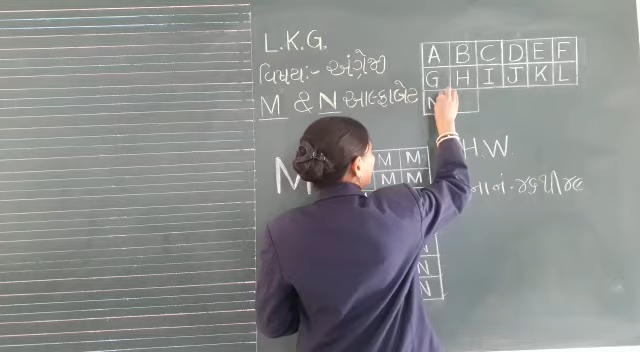 L.K.G.
વિષય:- અંગ્રેજી
M & N આલ્ફાબેટ
A B C D E F
G H I J K L
M
M M
M M
N
N
H.W.